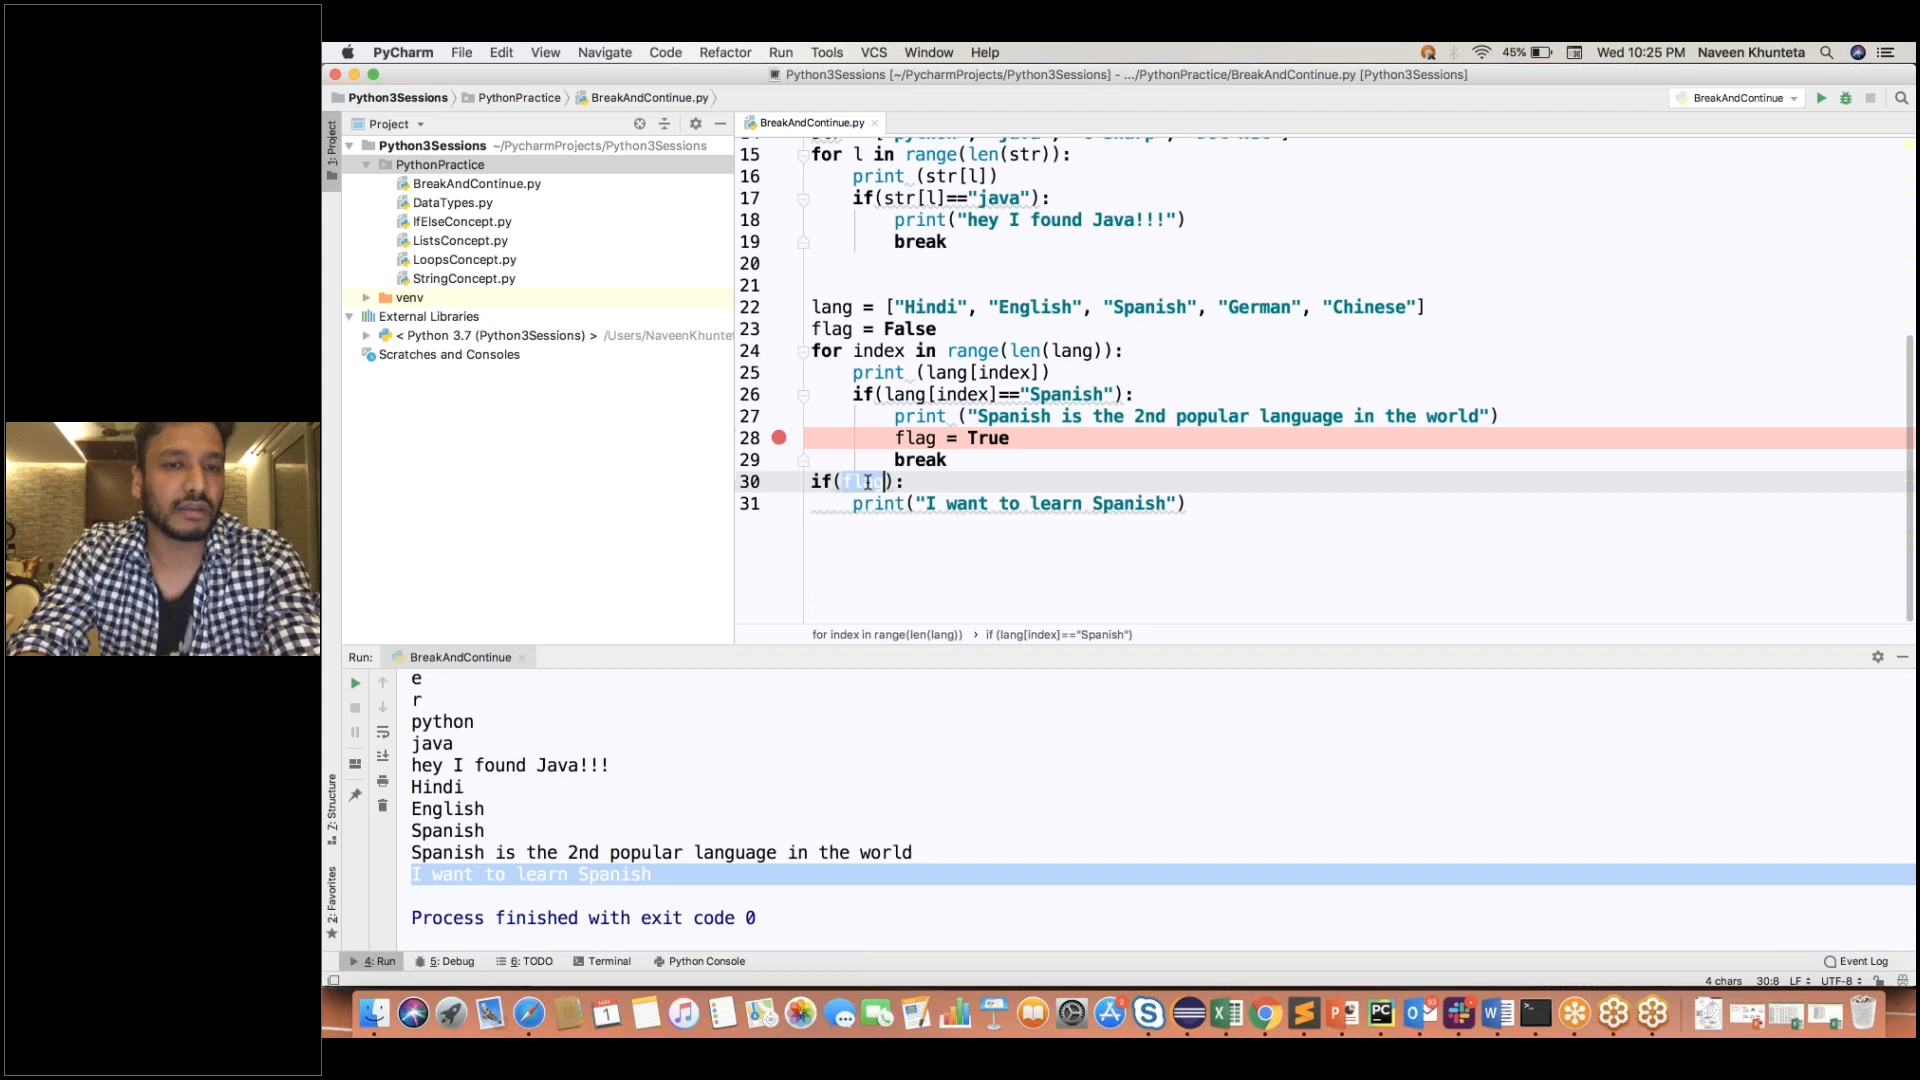 PyCharm File Edit View Navigate Code Refactor Run Tools VCS Window Help 45% Wed 10:25 PM Naveen Khunteta
Python3Sessions [~/PycharmProjects/Python3Sessions] - .../PythonPractice/BreakAndContinue.py [Python3Sessions]
Python3Sessions PythonPractice BreakAndContinue.py BreakAndContinue
1: Project
Project
Python3Sessions ~/PycharmProjects/Python3Sessions
PythonPractice
BreakAndContinue.py
DataTypes.py
IfElseConcept.py
ListsConcept.py
LoopsConcept.py
StringConcept.py
venv
External Libraries
< Python 3.7 (Python3Sessions) > /Users/NaveenKhuntet
Scratches and Consoles
BreakAndContinue.py
15 for l in range(len(str)):
16 print (str[l])
17 if(str[l]=="java"):
18 print("hey I found Java!!!")
19 break
20
21
22 lang = ["Hindi", "English", "Spanish", "German", "Chinese"]
23 flag = False
24 for index in range(len(lang)):
25 print (lang[index])
26 if(lang[index]=="Spanish"):
27 print ("Spanish is the 2nd popular language in the world")
28 flag = True
29 break
30 if(flag):
31 print("I want to learn Spanish")
for index in range(len(lang)) › if (lang[index]=="Spanish")
Run: BreakAndContinue
e
r
python
java
hey I found Java!!!
Hindi
English
Spanish
Spanish is the 2nd popular language in the world
I want to learn Spanish
Process finished with exit code 0
7: Structure
2: Favorites
4: Run 5: Debug 6: TODO Terminal Python Console Event Log
4 chars 30:8 LF UTF-8